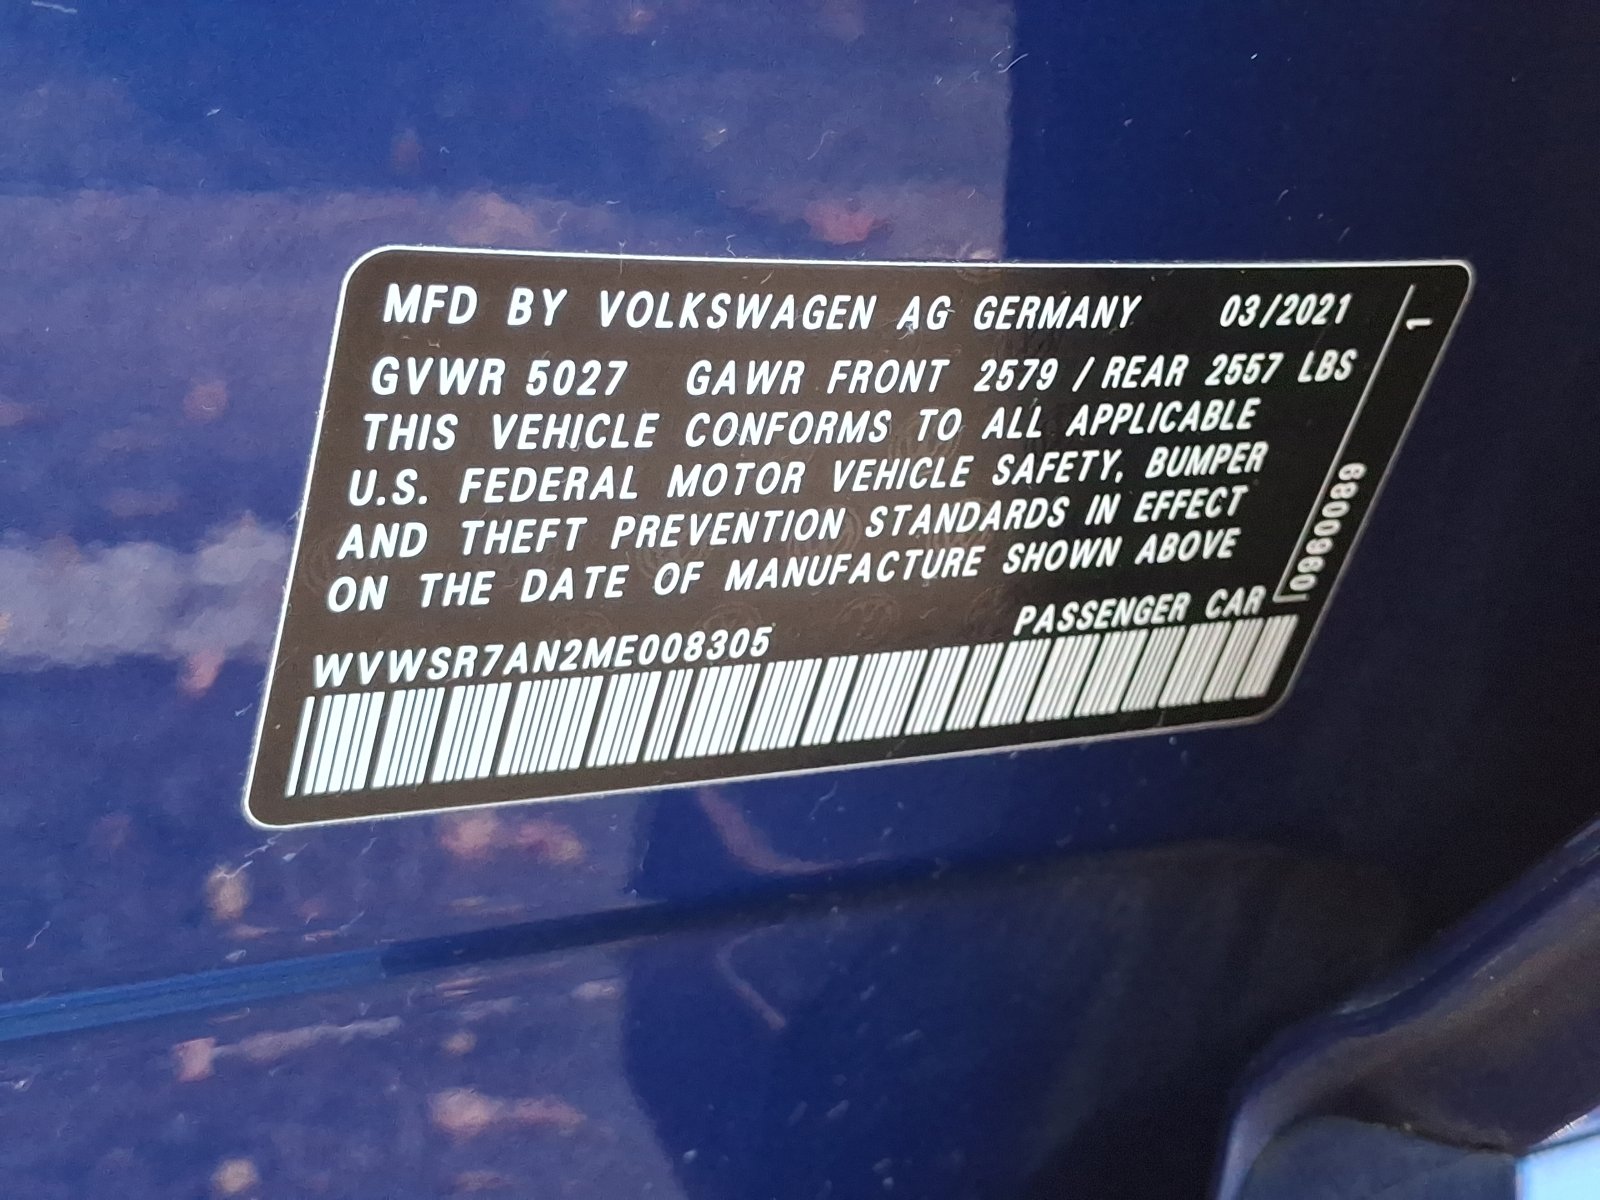 MFD BY VOLKSWAGEN AG GERMANY 03/2021
GVWR 5027 GAWR FRONT 2579 / REAR 2557 LBS
THIS VEHICLE CONFORMS TO ALL APPLICABLE
U.S. FEDERAL MOTOR VEHICLE SAFETY, BUMPER
AND THEFT PREVENTION STANDARDS IN EFFECT
ON THE DATE OF MANUFACTURE SHOWN ABOVE
PASSENGER CAR
WVWSR7AN2ME008305
1